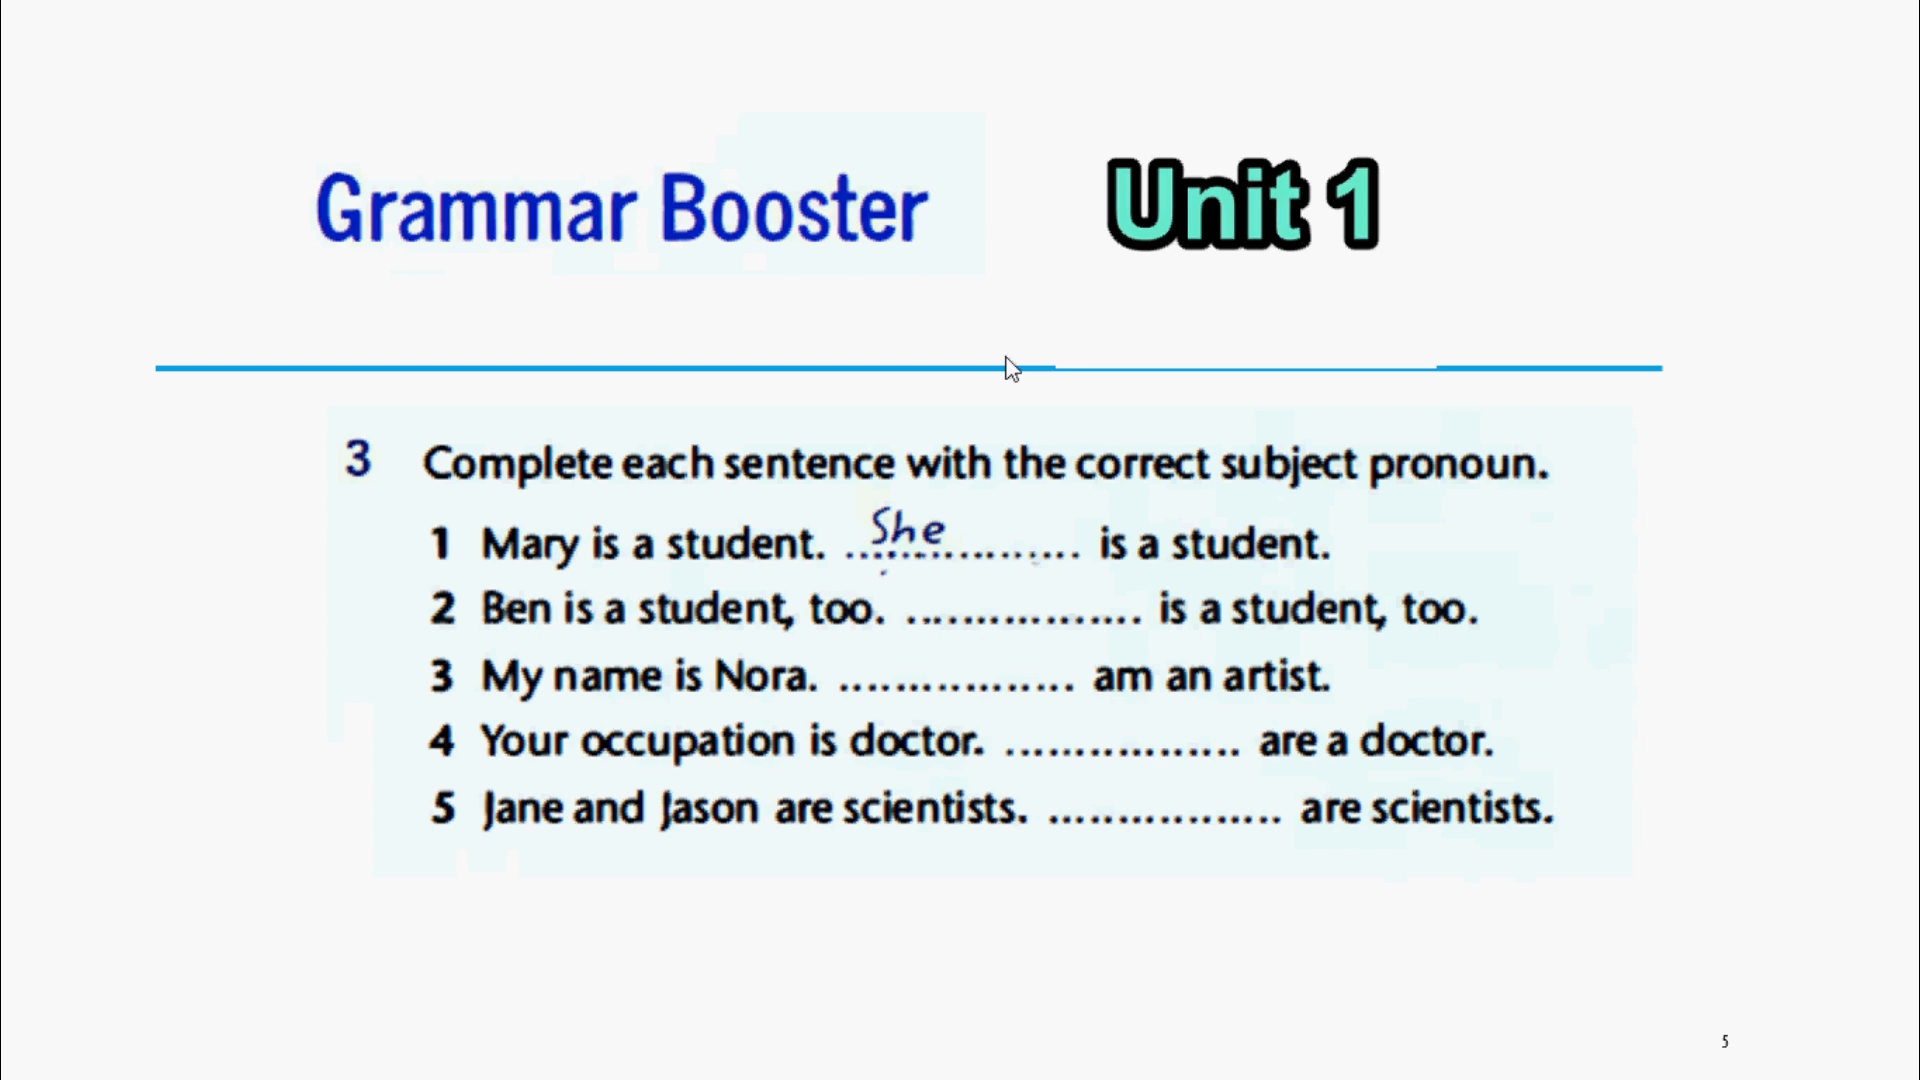 Grammar Booster Unit 1
3 Complete each sentence with the correct subject pronoun.
1 Mary is a student. ....She............. is a student.
2 Ben is a student, too. ................. is a student, too.
3 My name is Nora. ................. am an artist.
4 Your occupation is doctor. ................. are a doctor.
5 Jane and Jason are scientists. ................. are scientists.
5